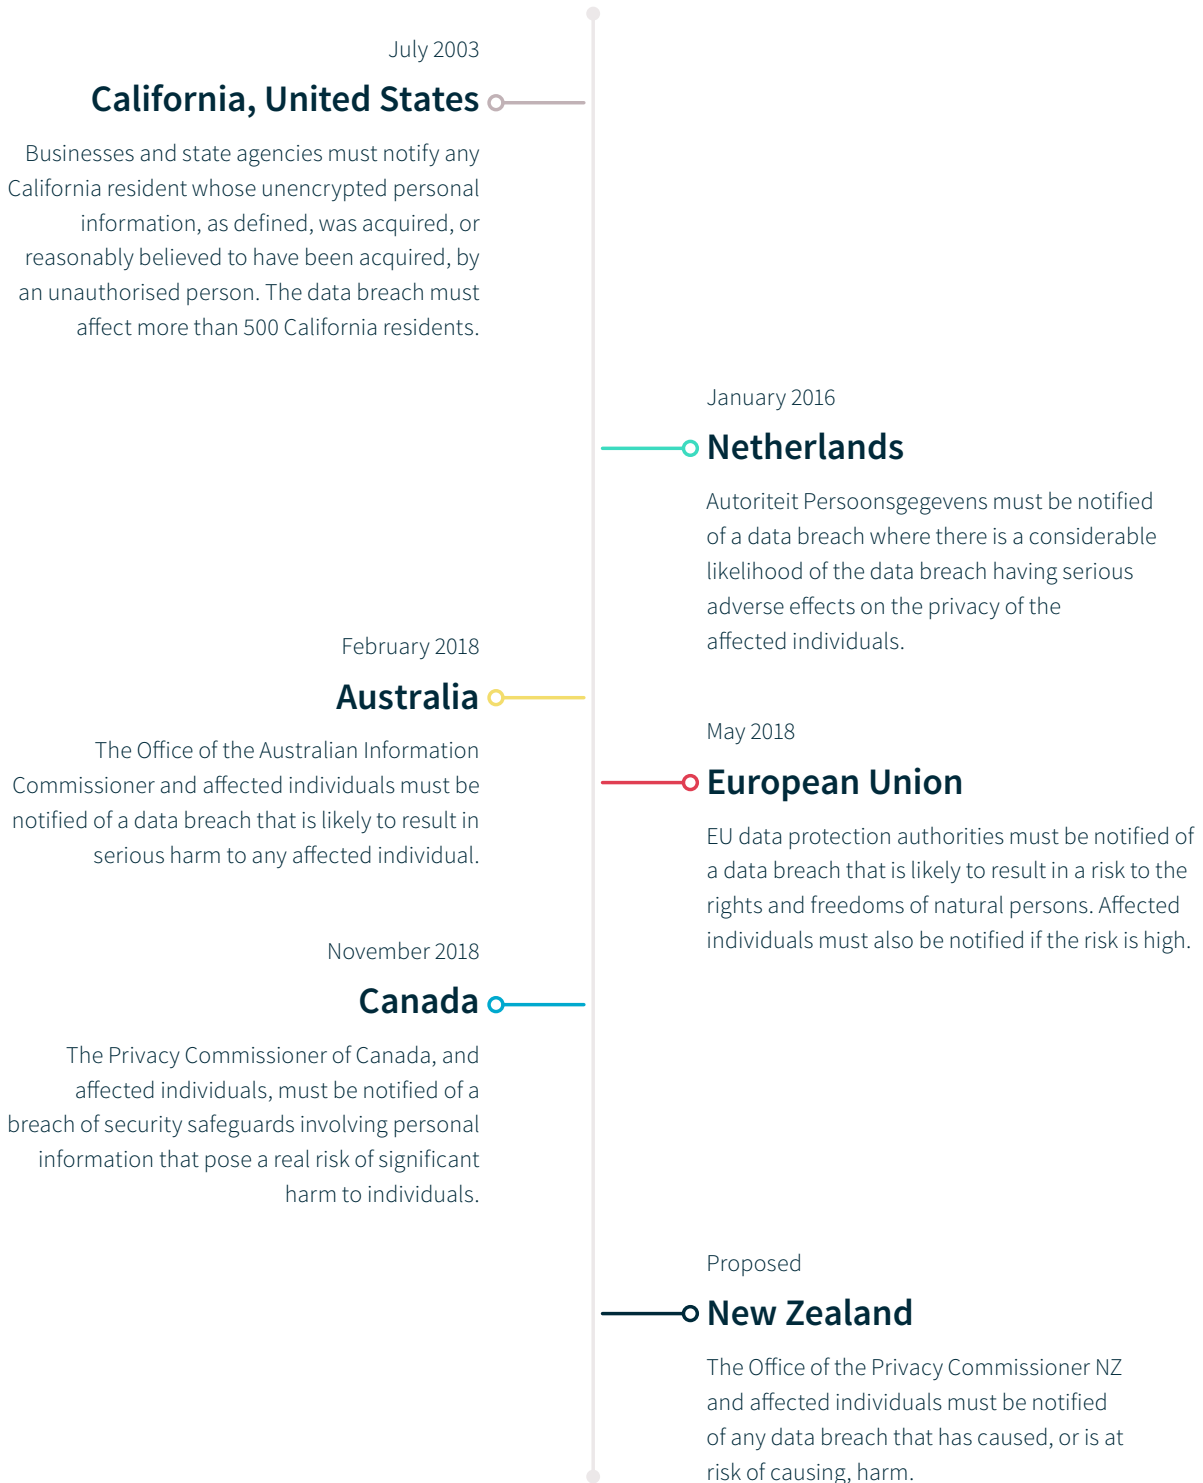 July 2003
California, United States
Businesses and state agencies must notify any
California resident whose unencrypted personal
information, as defined, was acquired, or
reasonably believed to have been acquired, by
an unauthorised person. The data breach must
affect more than 500 California residents.
January 2016
Netherlands
Autoriteit Persoonsgegevens must be notified
of a data breach where there is a considerable
likelihood of the data breach having serious
adverse effects on the privacy of the
affected individuals.
February 2018
Australia
The Office of the Australian Information
Commissioner and affected individuals must be
notified of a data breach that is likely to result in
serious harm to any affected individual.
May 2018
European Union
EU data protection authorities must be notified of
a data breach that is likely to result in a risk to the
rights and freedoms of natural persons. Affected
individuals must also be notified if the risk is high.
November 2018
Canada
The Privacy Commissioner of Canada, and
affected individuals, must be notified of a
breach of security safeguards involving personal
information that pose a real risk of significant
harm to individuals.
Proposed
New Zealand
The Office of the Privacy Commissioner NZ
and affected individuals must be notified
of any data breach that has caused, or is at
risk of causing, harm.